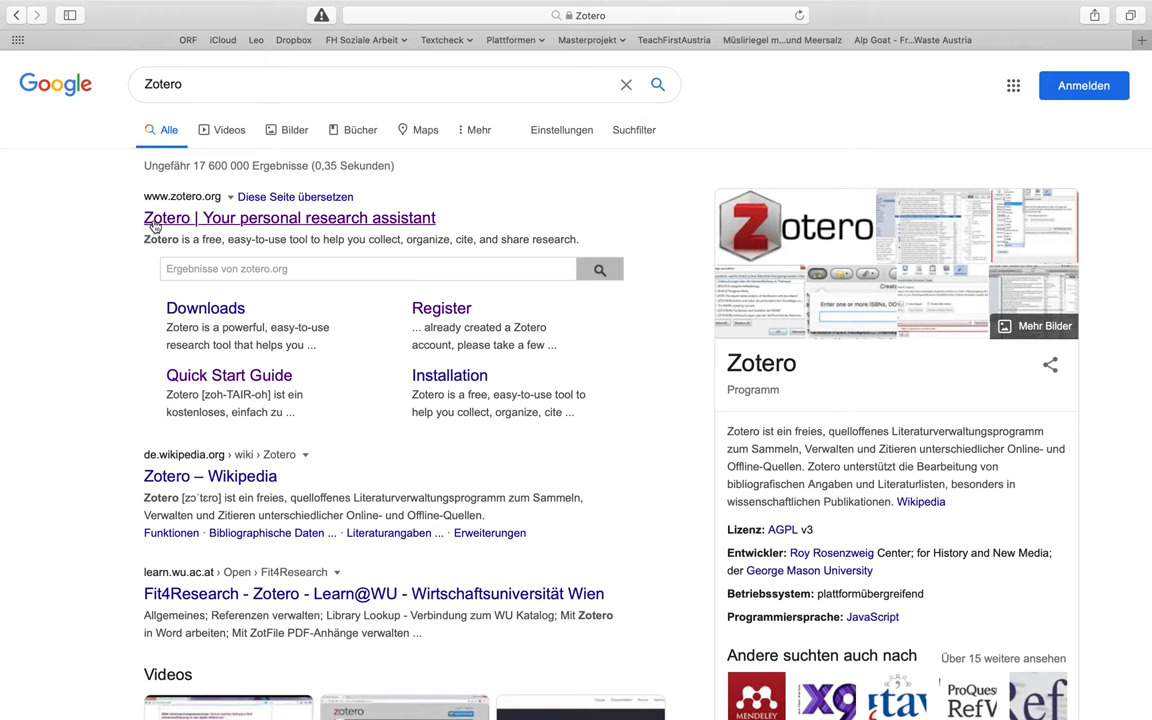 Zotero
ORF iCloud Leo Dropbox FH Soziale Arbeit Textcheck Plattformen Masterprojekt TeachFirstAustria Müsliriegel m...und Meersalz Alp Goat - Fr...Waste Austria
Google
Zotero
Anmelden
Alle Videos Bilder Bücher Maps Mehr Einstellungen Suchfilter
Ungefähr 17 600 000 Ergebnisse (0,35 Sekunden)
www.zotero.org Diese Seite übersetzen
Zotero | Your personal research assistant
Zotero is a free, easy-to-use tool to help you collect, organize, cite, and share research.
Ergebnisse von zotero.org
Downloads
Zotero is a powerful, easy-to-use
research tool that helps you ...
Register
... already created a Zotero
account, please take a few ...
Quick Start Guide
Zotero [zoh-TAIR-oh] ist ein
kostenloses, einfach zu ...
Installation
Zotero is a free, easy-to-use tool to
help you collect, organize, cite ...
de.wikipedia.org › wiki › Zotero
Zotero – Wikipedia
Zotero [zɔˈtɛro] ist ein freies, quelloffenes Literaturverwaltungsprogramm zum Sammeln,
Verwalten und Zitieren unterschiedlicher Online- und Offline-Quellen.
Funktionen · Bibliographische Daten ... · Literaturangaben ... · Erweiterungen
learn.wu.ac.at › Open › Fit4Research
Fit4Research - Zotero - Learn@WU - Wirtschaftsuniversität Wien
Allgemeines; Referenzen verwalten; Library Lookup - Verbindung zum WU Katalog; Mit Zotero
in Word arbeiten; Mit ZotFile PDF-Anhänge verwalten ...
Videos
zotero
Zotero
Enter one or more ISBNs, DO
Mehr Bilder
Zotero
Programm
Zotero ist ein freies, quelloffenes Literaturverwaltungsprogramm
zum Sammeln, Verwalten und Zitieren unterschiedlicher Online- und
Offline-Quellen. Zotero unterstützt die Bearbeitung von
bibliografischen Angaben und Literaturlisten, besonders in
wissenschaftlichen Publikationen. Wikipedia
Lizenz: AGPL v3
Entwickler: Roy Rosenzweig Center; for History and New Media;
der George Mason University
Betriebssystem: plattformübergreifend
Programmiersprache: JavaScript
Andere suchten auch nach Über 15 weitere ansehen
MENDELEY
ProQues
RefV